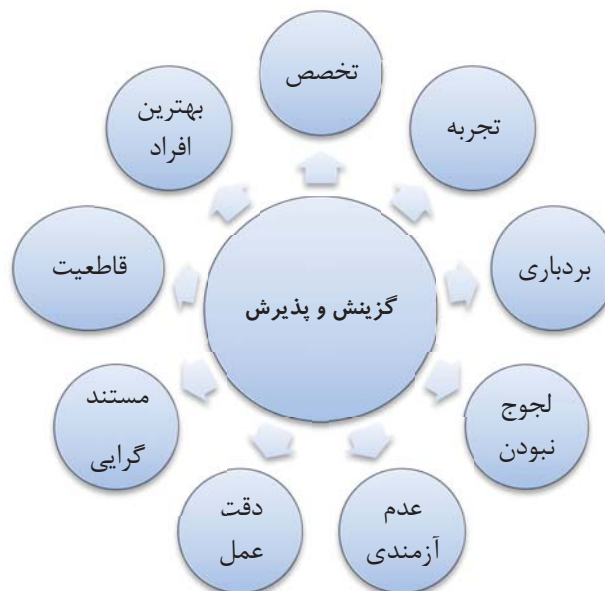 گزینش و پذیرش
تخصص
تجربه
بردباری
لجوج
نبودن
عدم
آزمندی
دقت
عمل
مستند
گرایی
قاطعیت
بهترین
افراد